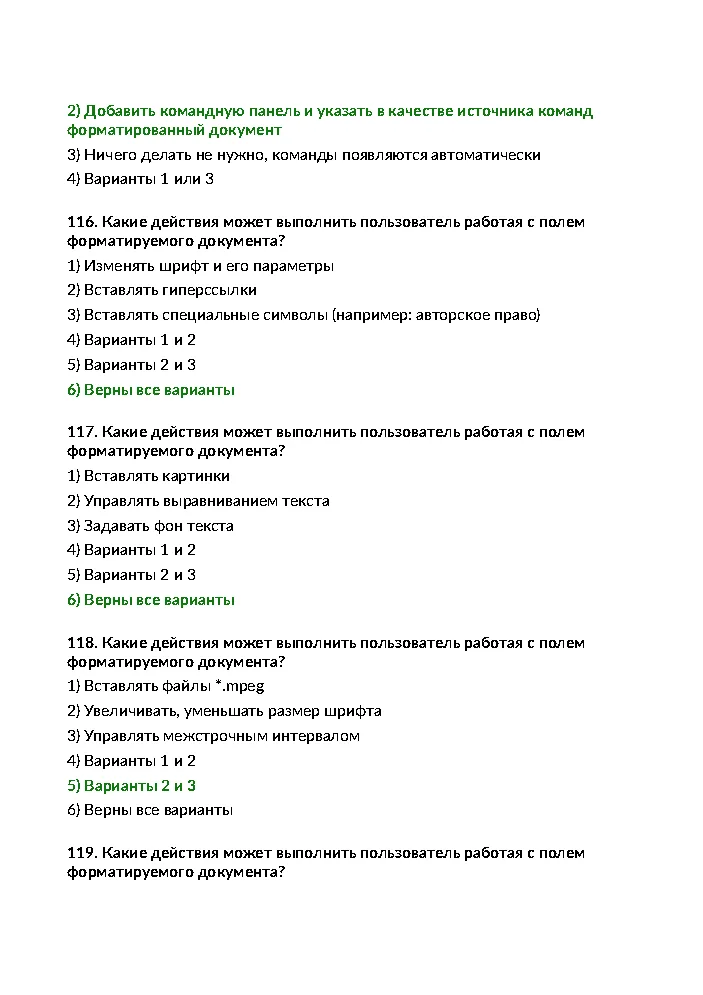 2) Добавить командную панель и указать в качестве источника команд
форматированный документ
3) Ничего делать не нужно, команды появляются автоматически
4) Варианты 1 или 3
116. Какие действия может выполнить пользователь работая с полем
форматируемого документа?
1) Изменять шрифт и его параметры
2) Вставлять гиперссылки
3) Вставлять специальные символы (например: авторское право)
4) Варианты 1 и 2
5) Варианты 2 и 3
6) Верны все варианты
117. Какие действия может выполнить пользователь работая с полем
форматируемого документа?
1) Вставлять картинки
2) Управлять выравниванием текста
3) Задавать фон текста
4) Варианты 1 и 2
5) Варианты 2 и 3
6) Верны все варианты
118. Какие действия может выполнить пользователь работая с полем
форматируемого документа?
1) Вставлять файлы *.mpeg
2) Увеличивать, уменьшать размер шрифта
3) Управлять межстрочным интервалом
4) Варианты 1 и 2
5) Варианты 2 и 3
6) Верны все варианты
119. Какие действия может выполнить пользователь работая с полем
форматируемого документа?